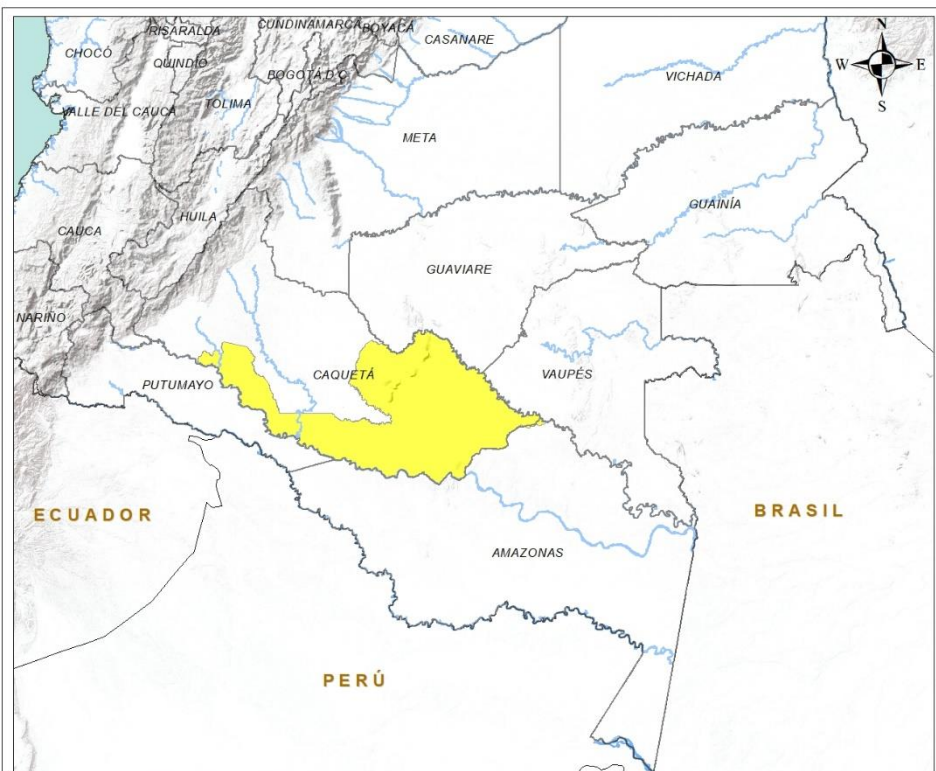 RISARALDA
CUNDINAMARCA
BOYACÁ
CASANARE
N
CHOCÓ
QUINDÍO
BOGOTÁ D.C.
W
E
VICHADA
S
TOLIMA
VALLE DEL CAUCA
META
GUAINÍA
HUILA
CAUCA
GUAVIARE
NARIÑO
CAQUETÁ
VAUPÉS
PUTUMAYO
ECUADOR
BRASIL
AMAZONAS
PERÚ